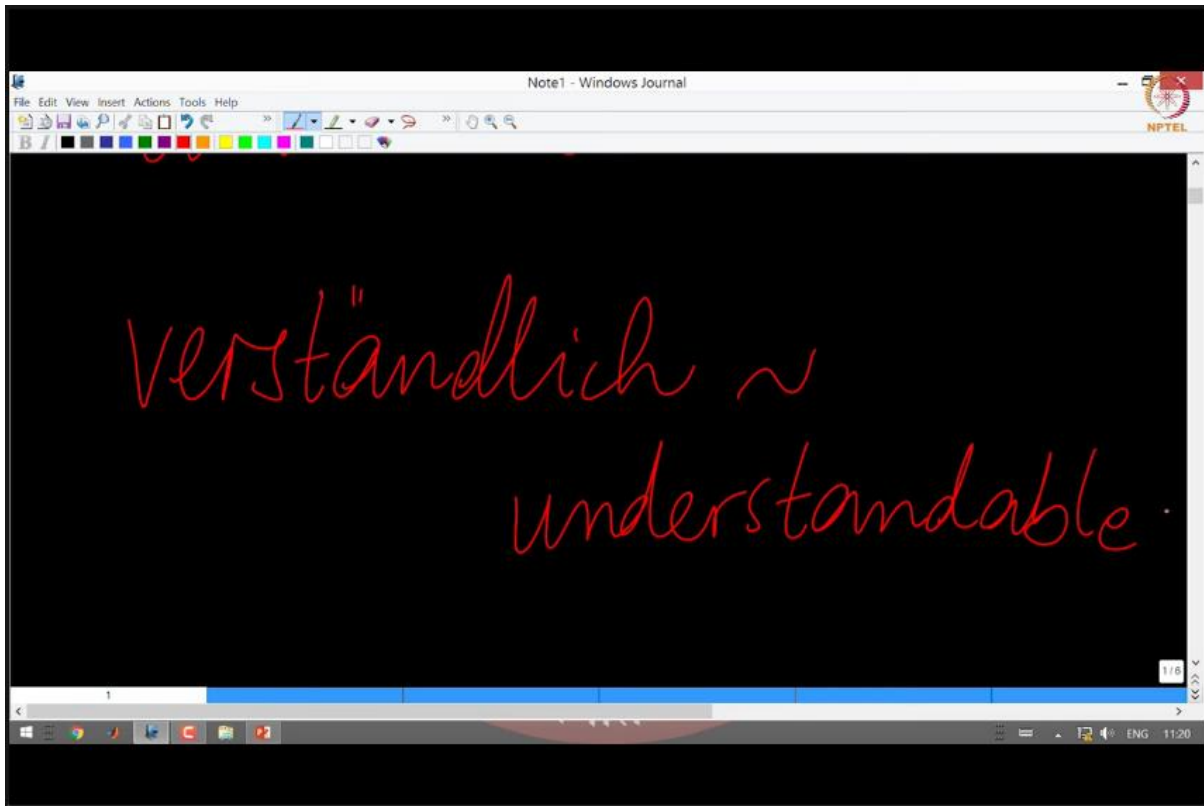 Note1 - Windows Journal
File Edit View Insert Actions Tools Help
NPTEL
B I
verständlich ~
understandable.
1/6
1
ENG 11:20